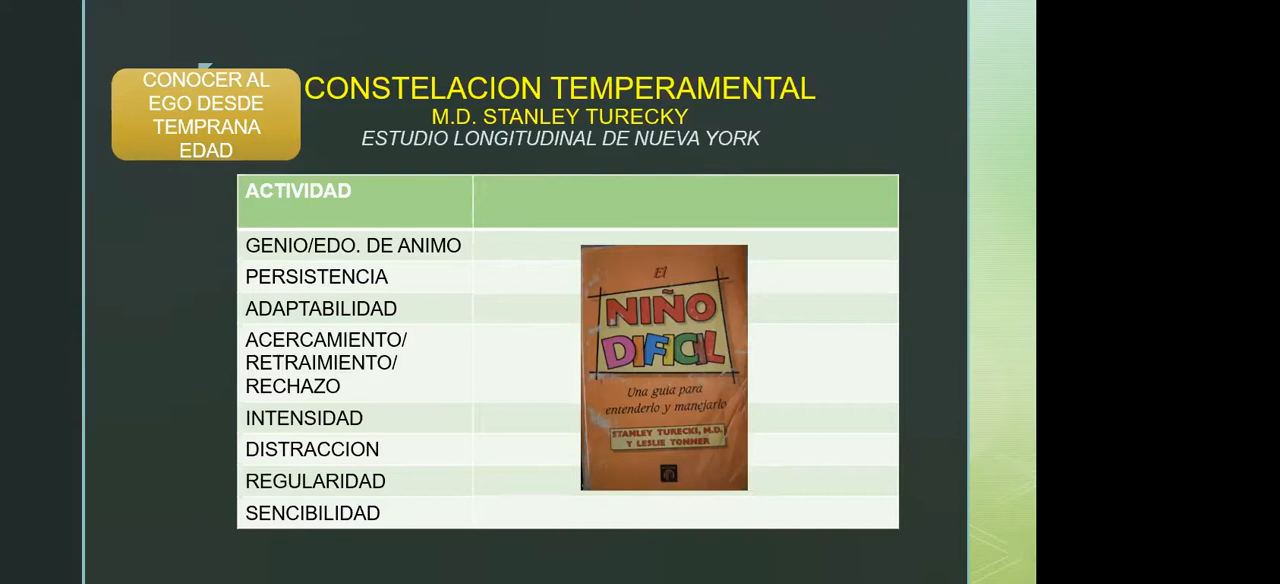 CONOCER AL
EGO DESDE
TEMPRANA
EDAD
CONSTELACION TEMPERAMENTAL
M.D. STANLEY TURECKY
ESTUDIO LONGITUDINAL DE NUEVA YORK
ACTIVIDAD
GENIO/EDO. DE ANIMO
PERSISTENCIA
ADAPTABILIDAD
ACERCAMIENTO/
RETRAIMIENTO/
RECHAZO
INTENSIDAD
DISTRACCION
REGULARIDAD
SENCIBILIDAD
El
NIÑO
DIFICIL
Una guia para
entenderlo y manejarlo
STANLEY TURECKI, M.D.
Y LESLIE TONNER